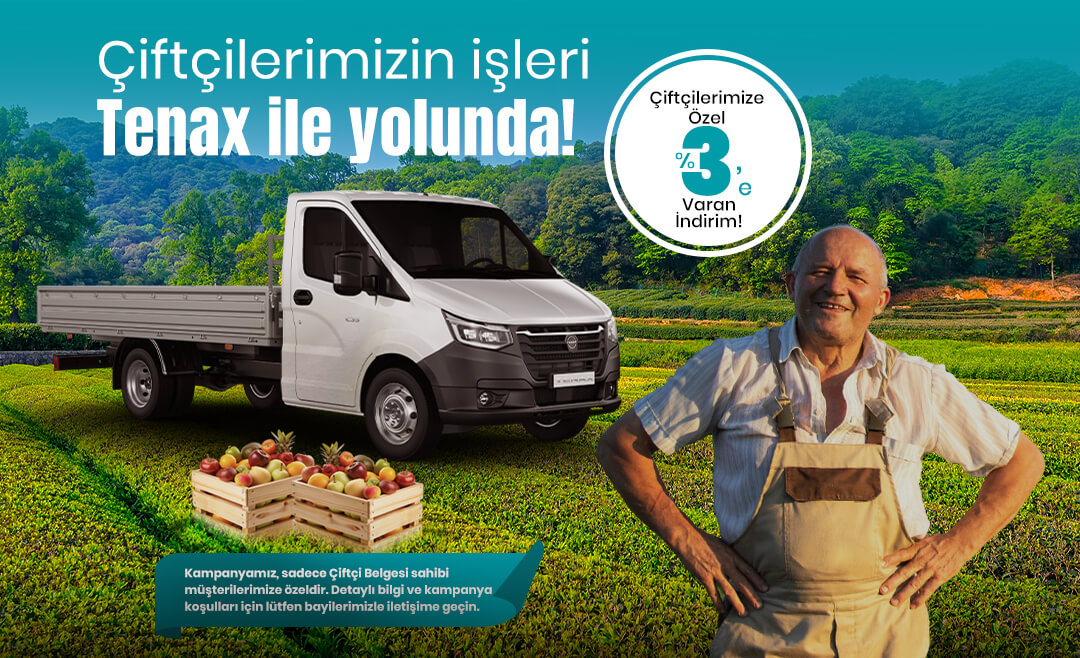 Çiftçilerimizin işleri
Tenax ile yolunda!
Çiftçilerimize
Özel
%3'e
Varan
İndirim!
Kampanyamız, sadece Çiftçi Belgesi sahibi
müşterilerimize özeldir. Detaylı bilgi ve kampanya
koşulları için lütfen bayilerimizle iletişime geçin.